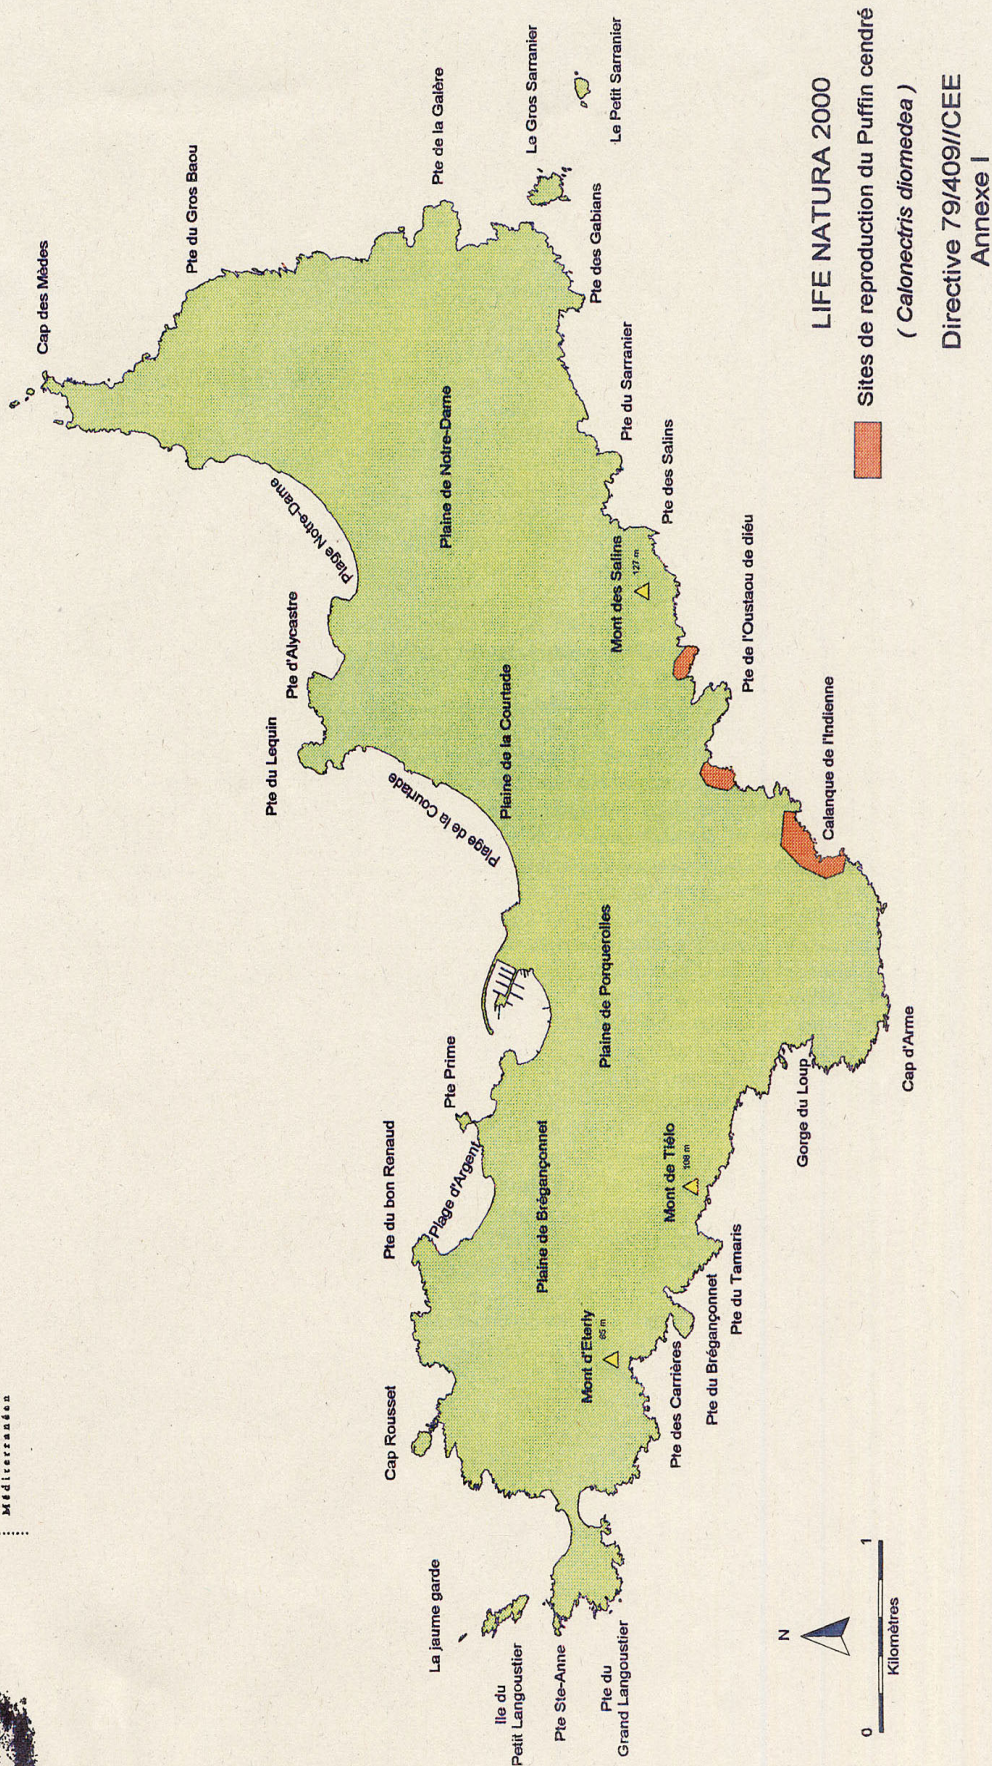 Méditerranéen
Cap des Mèdes
Pte du Gros Baou
Pte de la Galère
Le Gros Sarranier
Le Petit Sarranier
Pte des Gabians
Pte du Sarranier
Pte des Salins
Plage Notre-Dame
Plaine de Notre-Dame
Pte d'Alycastre
Pte du Lequin
Mont des Salins
127 m
Pte de l'Oustaou de diéu
Plage de la Courtade
Plaine de la Courtade
Calanque de l'Indienne
Plaine de Porquerolles
Pte Prime
Pte du bon Renaud
Plage d'Argent
Plaine de Brégançonnet
Mont de Tiélo
108 m
Gorge du Loup
Cap d'Arme
Cap Rousset
Mont d'Eterly
85 m
Pte du Tamaris
Pte du Brégançonnet
Pte des Carrières
La jaume garde
Ile du
Petit Langoustier
Pte Ste-Anne
Pte du
Grand Langoustier
N
0
1
Kilomètres
LIFE NATURA 2000
Sites de reproduction du Puffin cendré
( Calonectris diomedea )
Directive 79/409//CEE
Annexe I